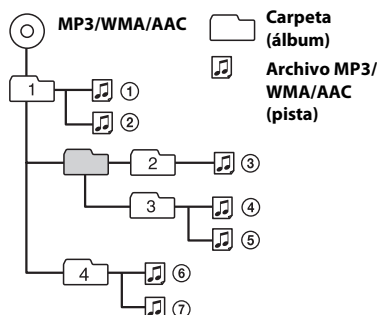 MP3/WMA/AAC
Carpeta
(álbum)
Archivo MP3/
WMA/AAC
(pista)
1
①
②
2
③
3
④
⑤
4
⑥
⑦